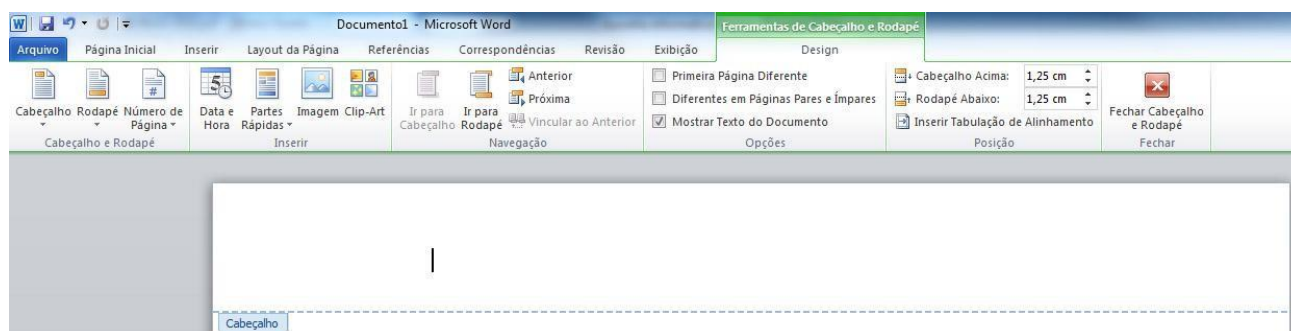 Documento1 - Microsoft Word
Ferramentas de Cabeçalho e Rodapé
Arquivo Página Inicial Inserir Layout da Página Referências Correspondências Revisão Exibição Design
Cabeçalho
Rodapé
Número de
Página
Cabeçalho e Rodapé
Data e
Hora
Partes
Rápidas
Imagem
Clip-Art
Inserir
Ir para
Cabeçalho
Ir para
Rodapé
Anterior
Próxima
Vincular ao Anterior
Navegação
Primeira Página Diferente
Diferentes em Páginas Pares e Ímpares
Mostrar Texto do Documento
Opções
Cabeçalho Acima: 1,25 cm
Rodapé Abaixo: 1,25 cm
Inserir Tabulação de Alinhamento
Posição
Fechar Cabeçalho
e Rodapé
Fechar
Cabeçalho